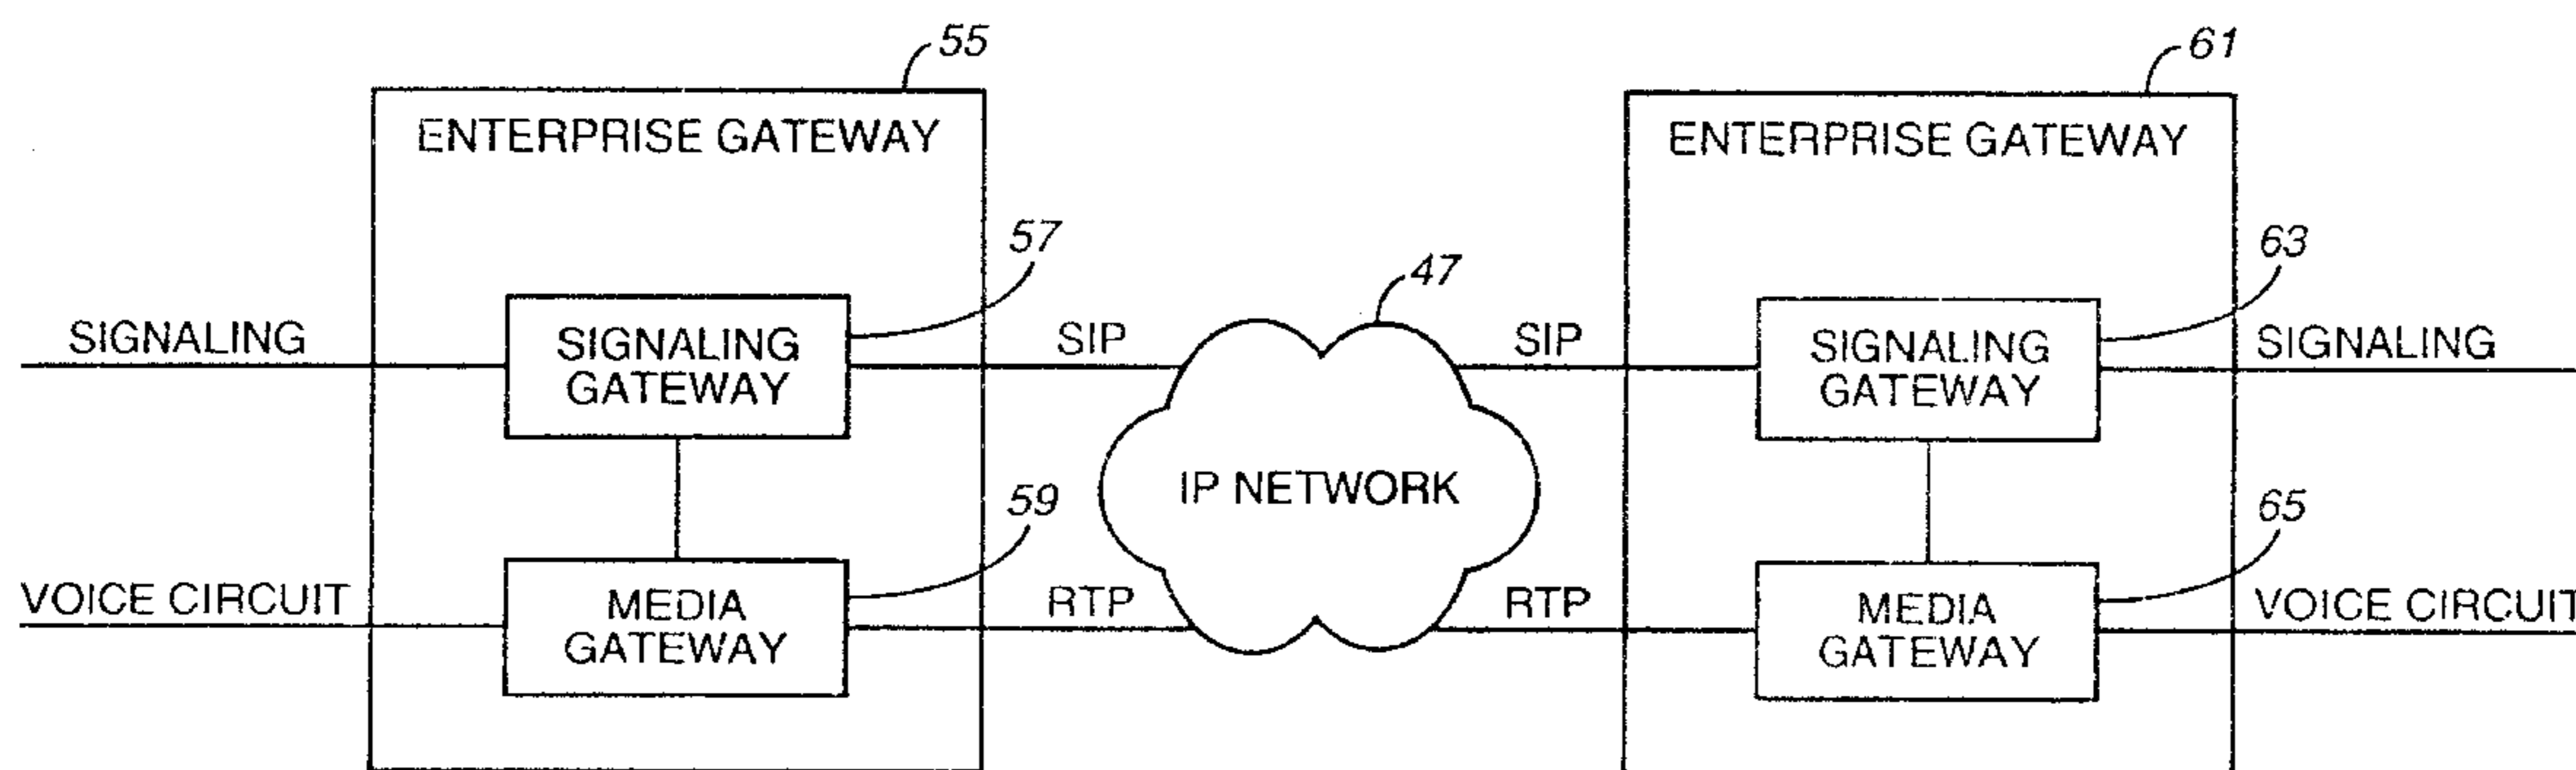 55
61
ENTERPRISE GATEWAY
ENTERPRISE GATEWAY
57
63
47
SIGNALING
SIGNALING
GATEWAY
SIP
SIP
SIGNALING
GATEWAY
SIGNALING
IP NETWORK
59
65
VOICE CIRCUIT
MEDIA
GATEWAY
RTP
RTP
MEDIA
GATEWAY
VOICE CIRCUIT